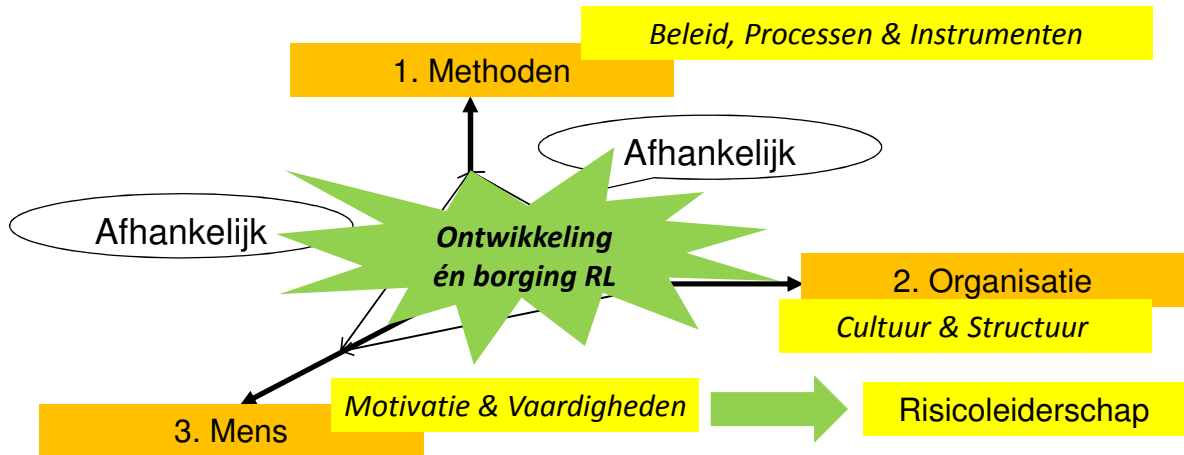 Beleid, Processen & Instrumenten
1. Methoden
Afhankelijk
Afhankelijk
Ontwikkeling
én borging RL
2. Organisatie
Cultuur & Structuur
Motivatie & Vaardigheden
Risicoleiderschap
3. Mens